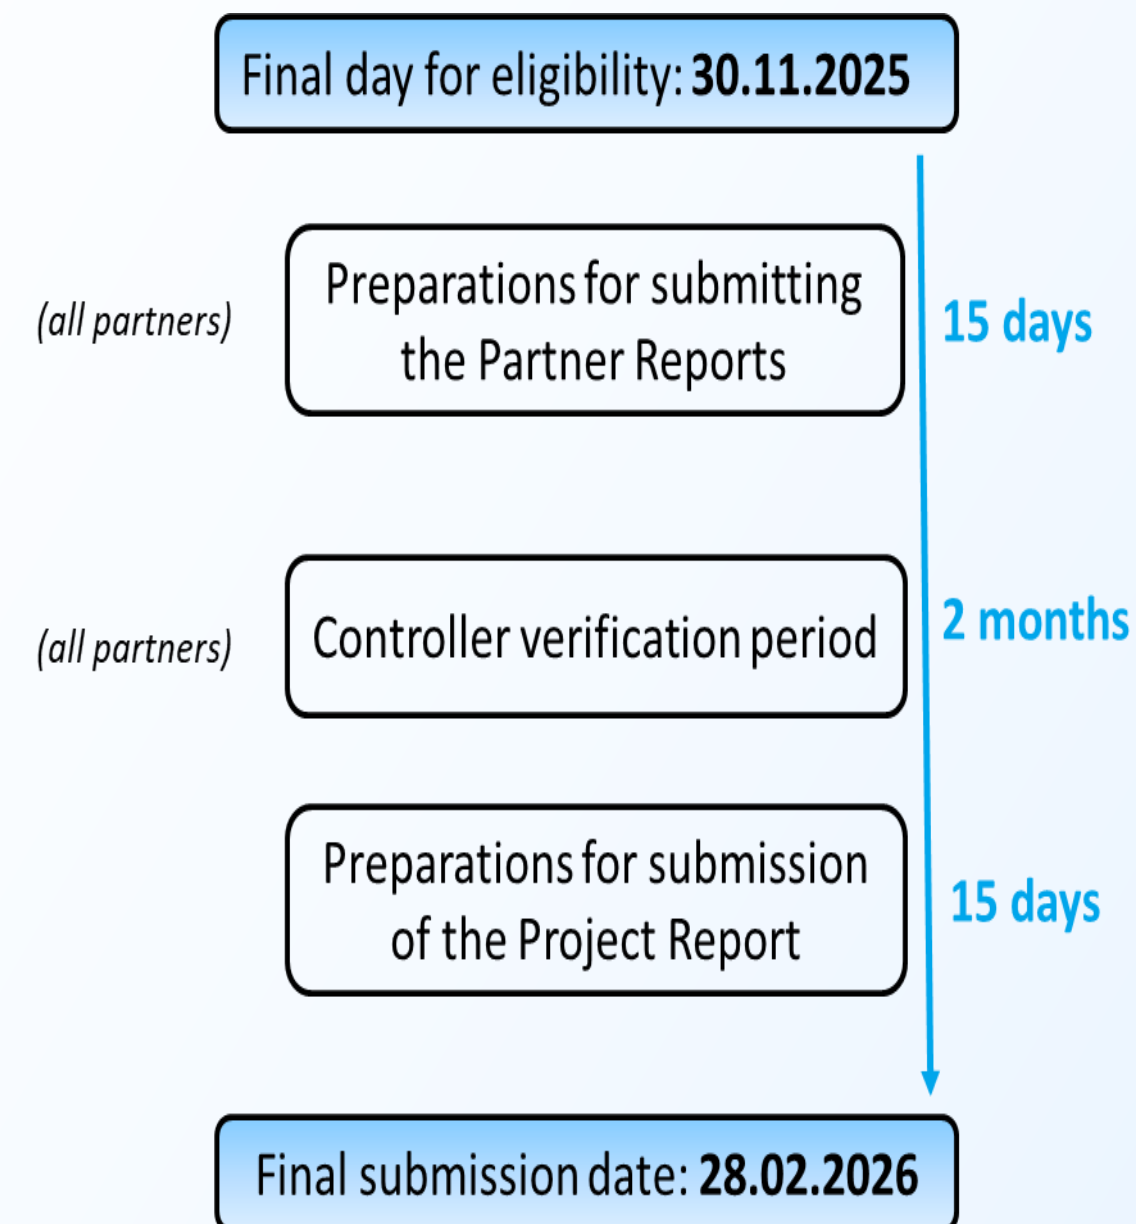 Final day for eligibility: 30.11.2025
Preparations for submitting
the Partner Reports
(all partners)
15 days
Controller verification period
(all partners)
2 months
Preparations for submission
of the Project Report
15 days
Final submission date: 28.02.2026